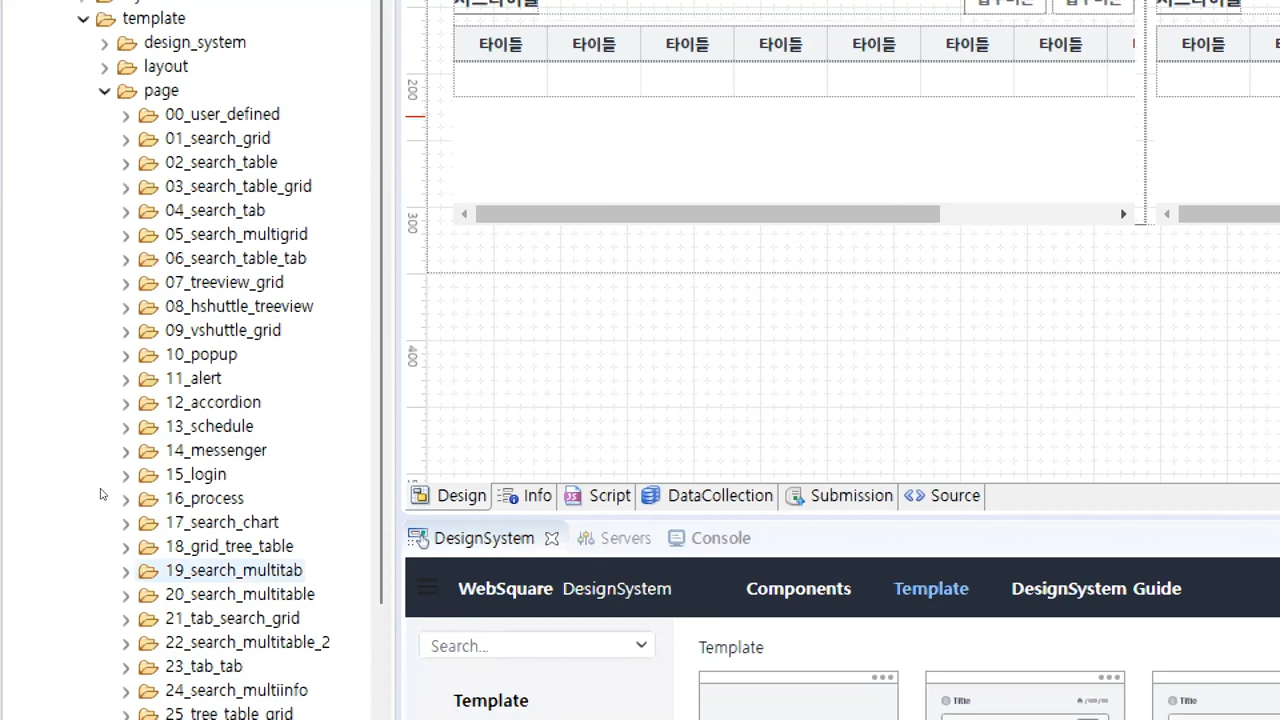 template
design_system
layout
page
00_user_defined
01_search_grid
02_search_table
03_search_table_grid
04_search_tab
05_search_multigrid
06_search_table_tab
07_treeview_grid
08_hshuttle_treeview
09_vshuttle_grid
10_popup
11_alert
12_accordion
13_schedule
14_messenger
15_login
16_process
17_search_chart
18_grid_tree_table
19_search_multitab
20_search_multitable
21_tab_search_grid
22_search_multitable_2
23_tab_tab
24_search_multiinfo
25_tree_table_grid
타이틀 타이틀 타이틀 타이틀 타이틀 타이틀 타이틀 타이틀
200
300
400
Design Info Script DataCollection Submission Source
DesignSystem Servers Console
WebSquare DesignSystem Components Template DesignSystem Guide
Search...
Template
Template
Title
Title